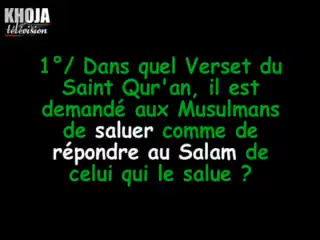 KHOJA
télévision
1°/ Dans quel Verset du
Saint Qur'an, il est
demandé aux Musulmans
de saluer comme de
répondre au Salam de
celui qui le salue ?